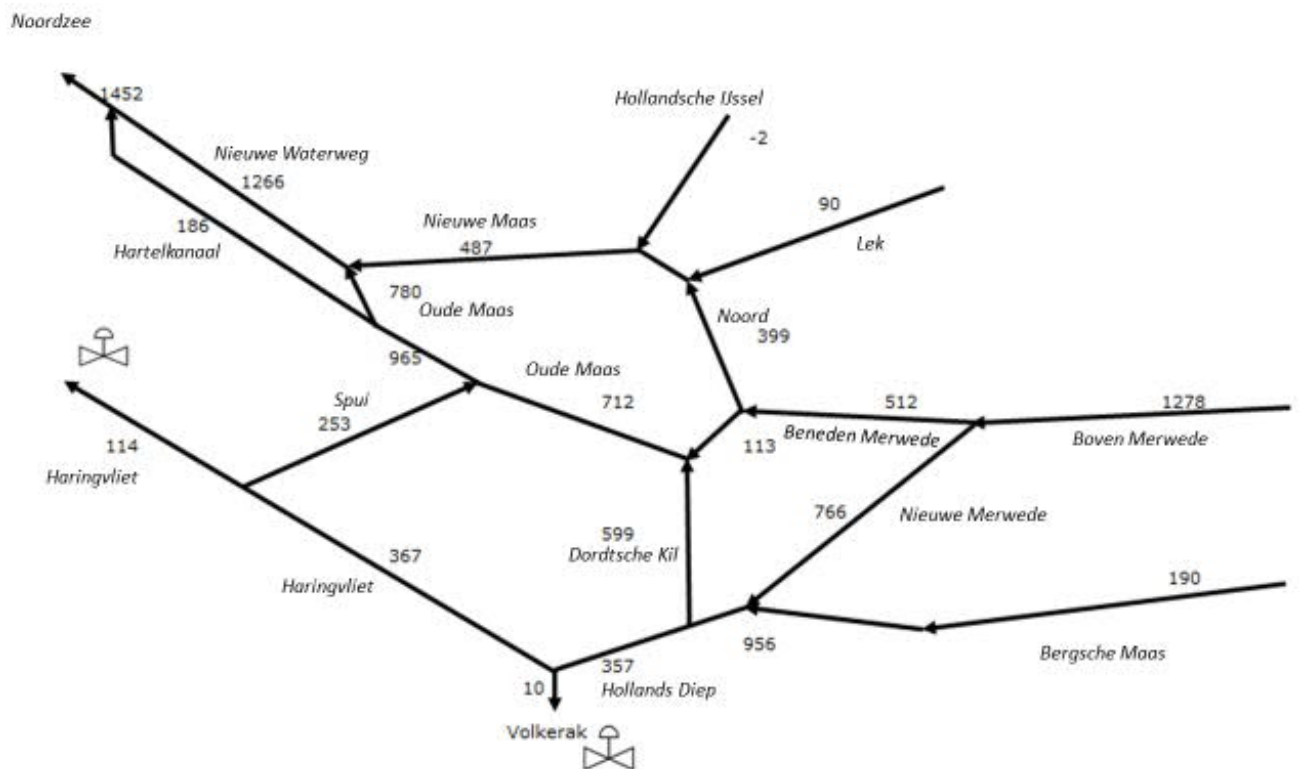 Noordzee
1452
Hollandsche IJssel
-2
Nieuwe Waterweg
1266
90
Lek
186
Hartelkanaal
Nieuwe Maas
487
780
Oude Maas
Noord
399
965
Oude Maas
712
Spui
253
512
Beneden Merwede
1278
Boven Merwede
113
114
Haringvliet
766
Nieuwe Merwede
599
Dordtsche Kil
367
Haringvliet
190
Bergsche Maas
956
357
Hollands Diep
10
Volkerak